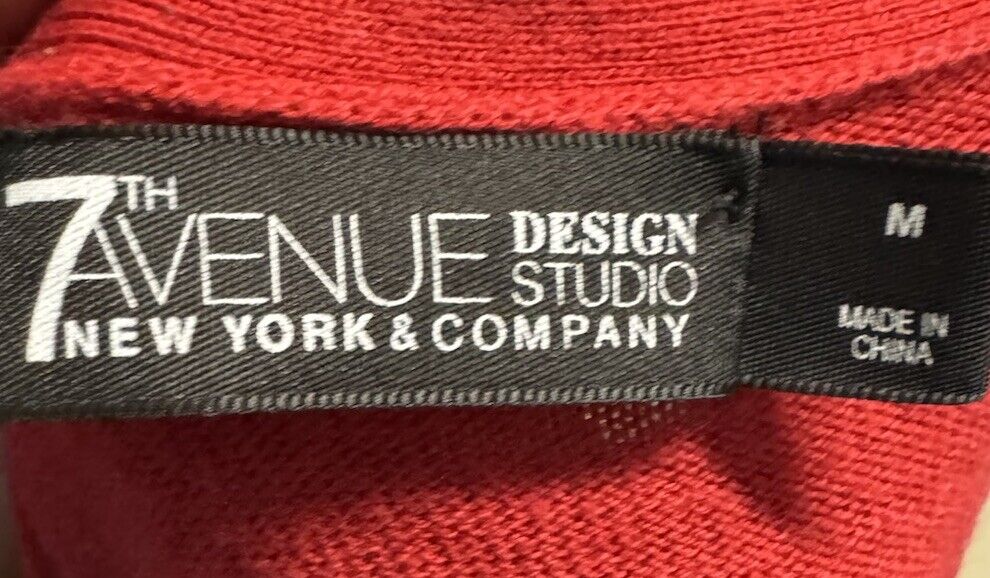 7TH AVENUE DESIGN STUDIO
NEW YORK & COMPANY
M
MADE IN
CHINA